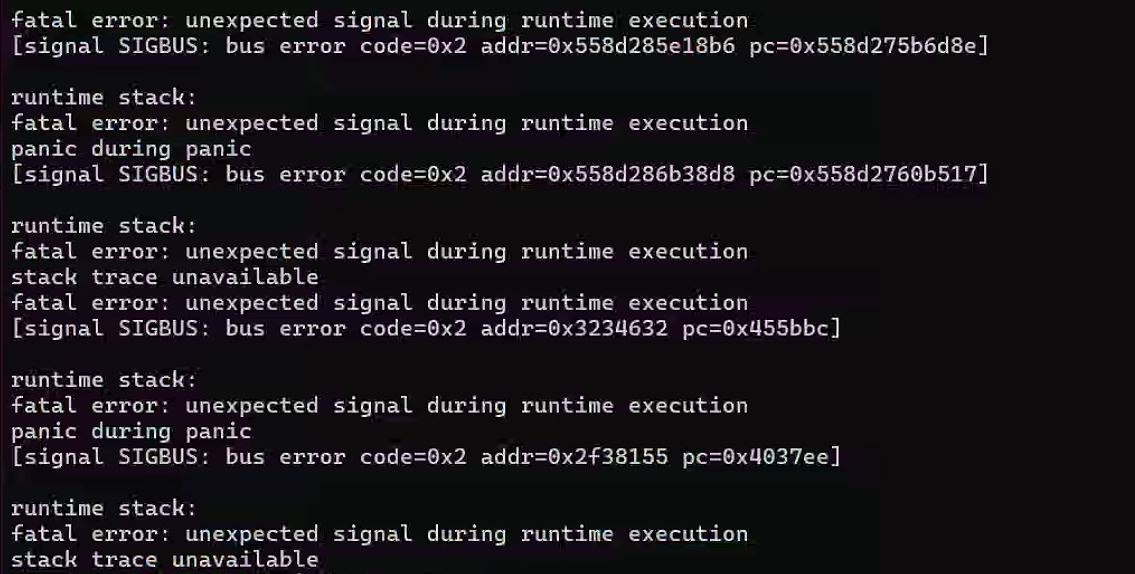 fatal error: unexpected signal during runtime execution
[signal SIGBUS: bus error code=0x2 addr=0x558d285e18b6 pc=0x558d275b6d8e]
runtime stack:
fatal error: unexpected signal during runtime execution
panic during panic
[signal SIGBUS: bus error code=0x2 addr=0x558d286b38d8 pc=0x558d2760b517]
runtime stack:
fatal error: unexpected signal during runtime execution
stack trace unavailable
fatal error: unexpected signal during runtime execution
[signal SIGBUS: bus error code=0x2 addr=0x3234632 pc=0x455bbc]
runtime stack:
fatal error: unexpected signal during runtime execution
panic during panic
[signal SIGBUS: bus error code=0x2 addr=0x2f38155 pc=0x4037ee]
runtime stack:
fatal error: unexpected signal during runtime execution
stack trace unavailable